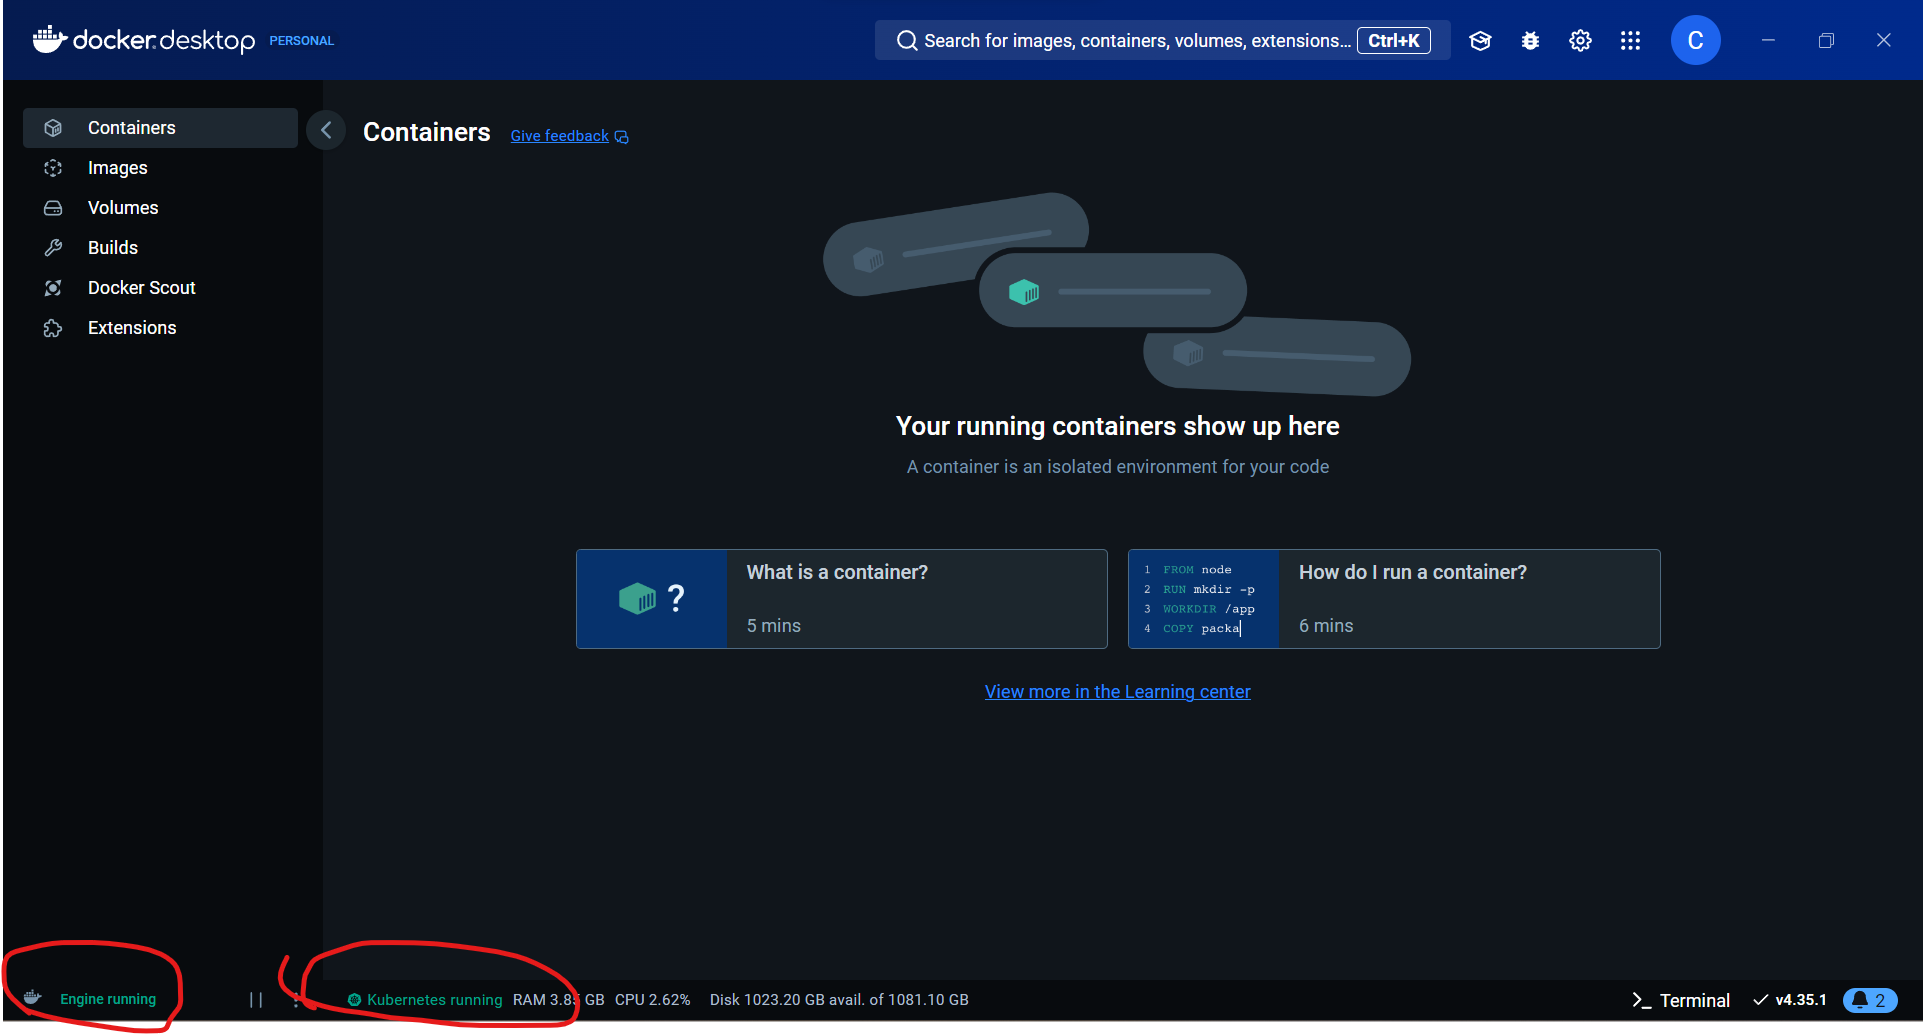 docker.desktop PERSONAL
Search for images, containers, volumes, extensions... Ctrl+K
C
Containers
Images
Volumes
Builds
Docker Scout
Extensions
Containers Give feedback
Your running containers show up here
A container is an isolated environment for your code
?
What is a container?
5 mins
1 FROM node
2 RUN mkdir -p
3 WORKDIR /app
4 COPY packa
How do I run a container?
6 mins
View more in the Learning center
Engine running
Kubernetes running RAM 3.85 GB CPU 2.62% Disk 1023.20 GB avail. of 1081.10 GB
>_ Terminal v4.35.1 2